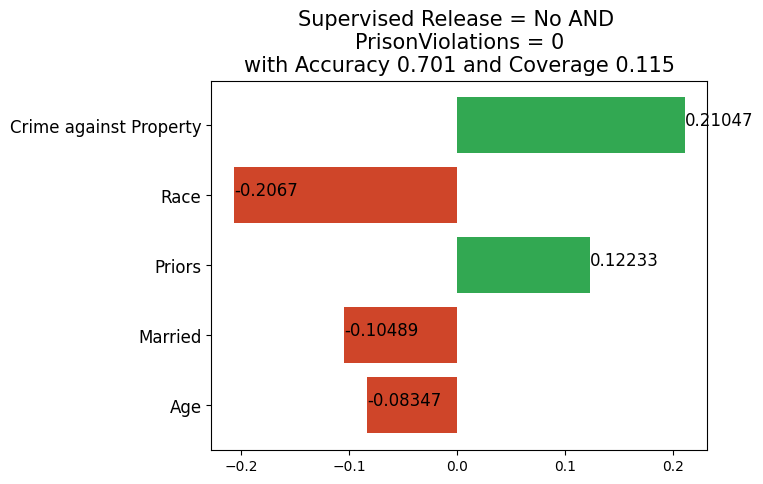 Supervised Release = No AND
PrisonViolations = 0
with Accuracy 0.701 and Coverage 0.115
Crime against Property
0.21047
Race
-0.2067
Priors
0.12233
Married
-0.10489
Age
-0.08347
−0.2
−0.1
0.0
0.1
0.2